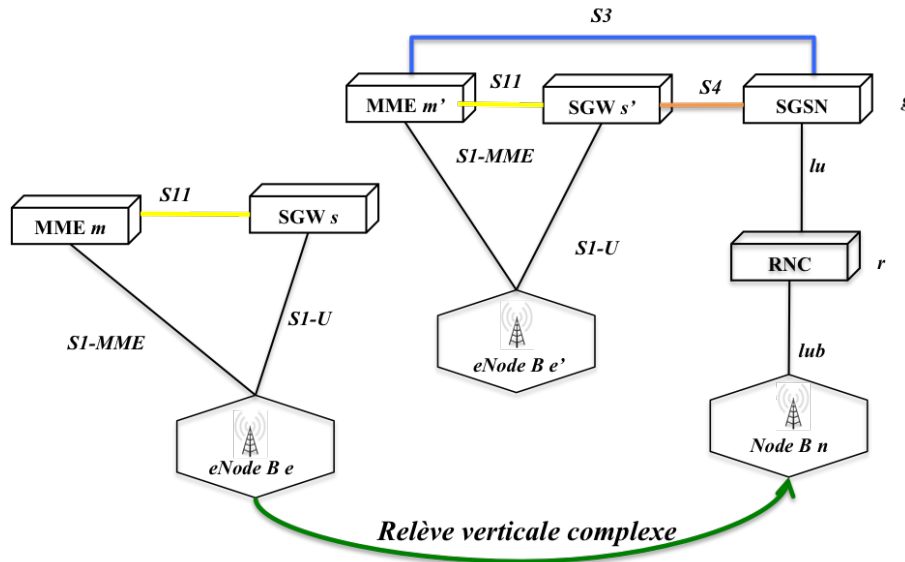 S3
S11
S4
MME m’
SGW s’
SGSN
S1-MME
lu
S11
MME m
SGW s
S1-U
RNC
r
S1-MME
S1-U
lub
eNode B e’
eNode B e
Node B n
Relève verticale complexe